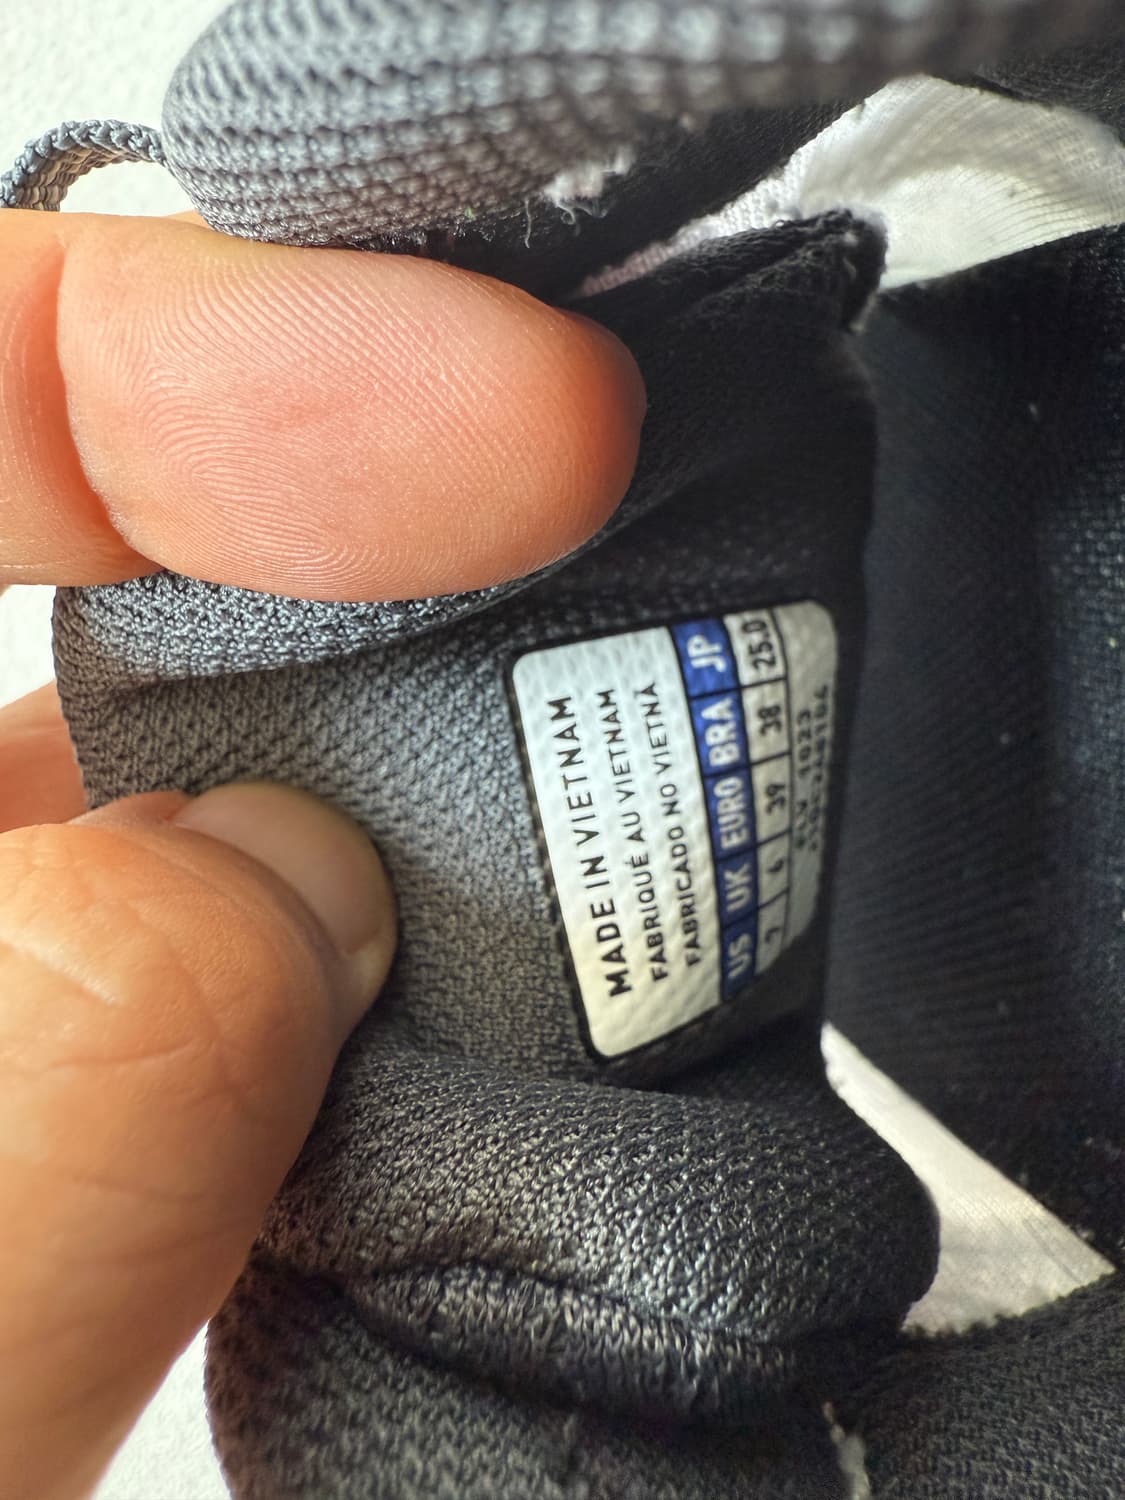 MADE IN VIETNAM
FABRIQUÉ AU VIETNAM
FABRICADO NO VIETNÃ
US UK EURO BRA JP
7 6 39 38 25.0
1023